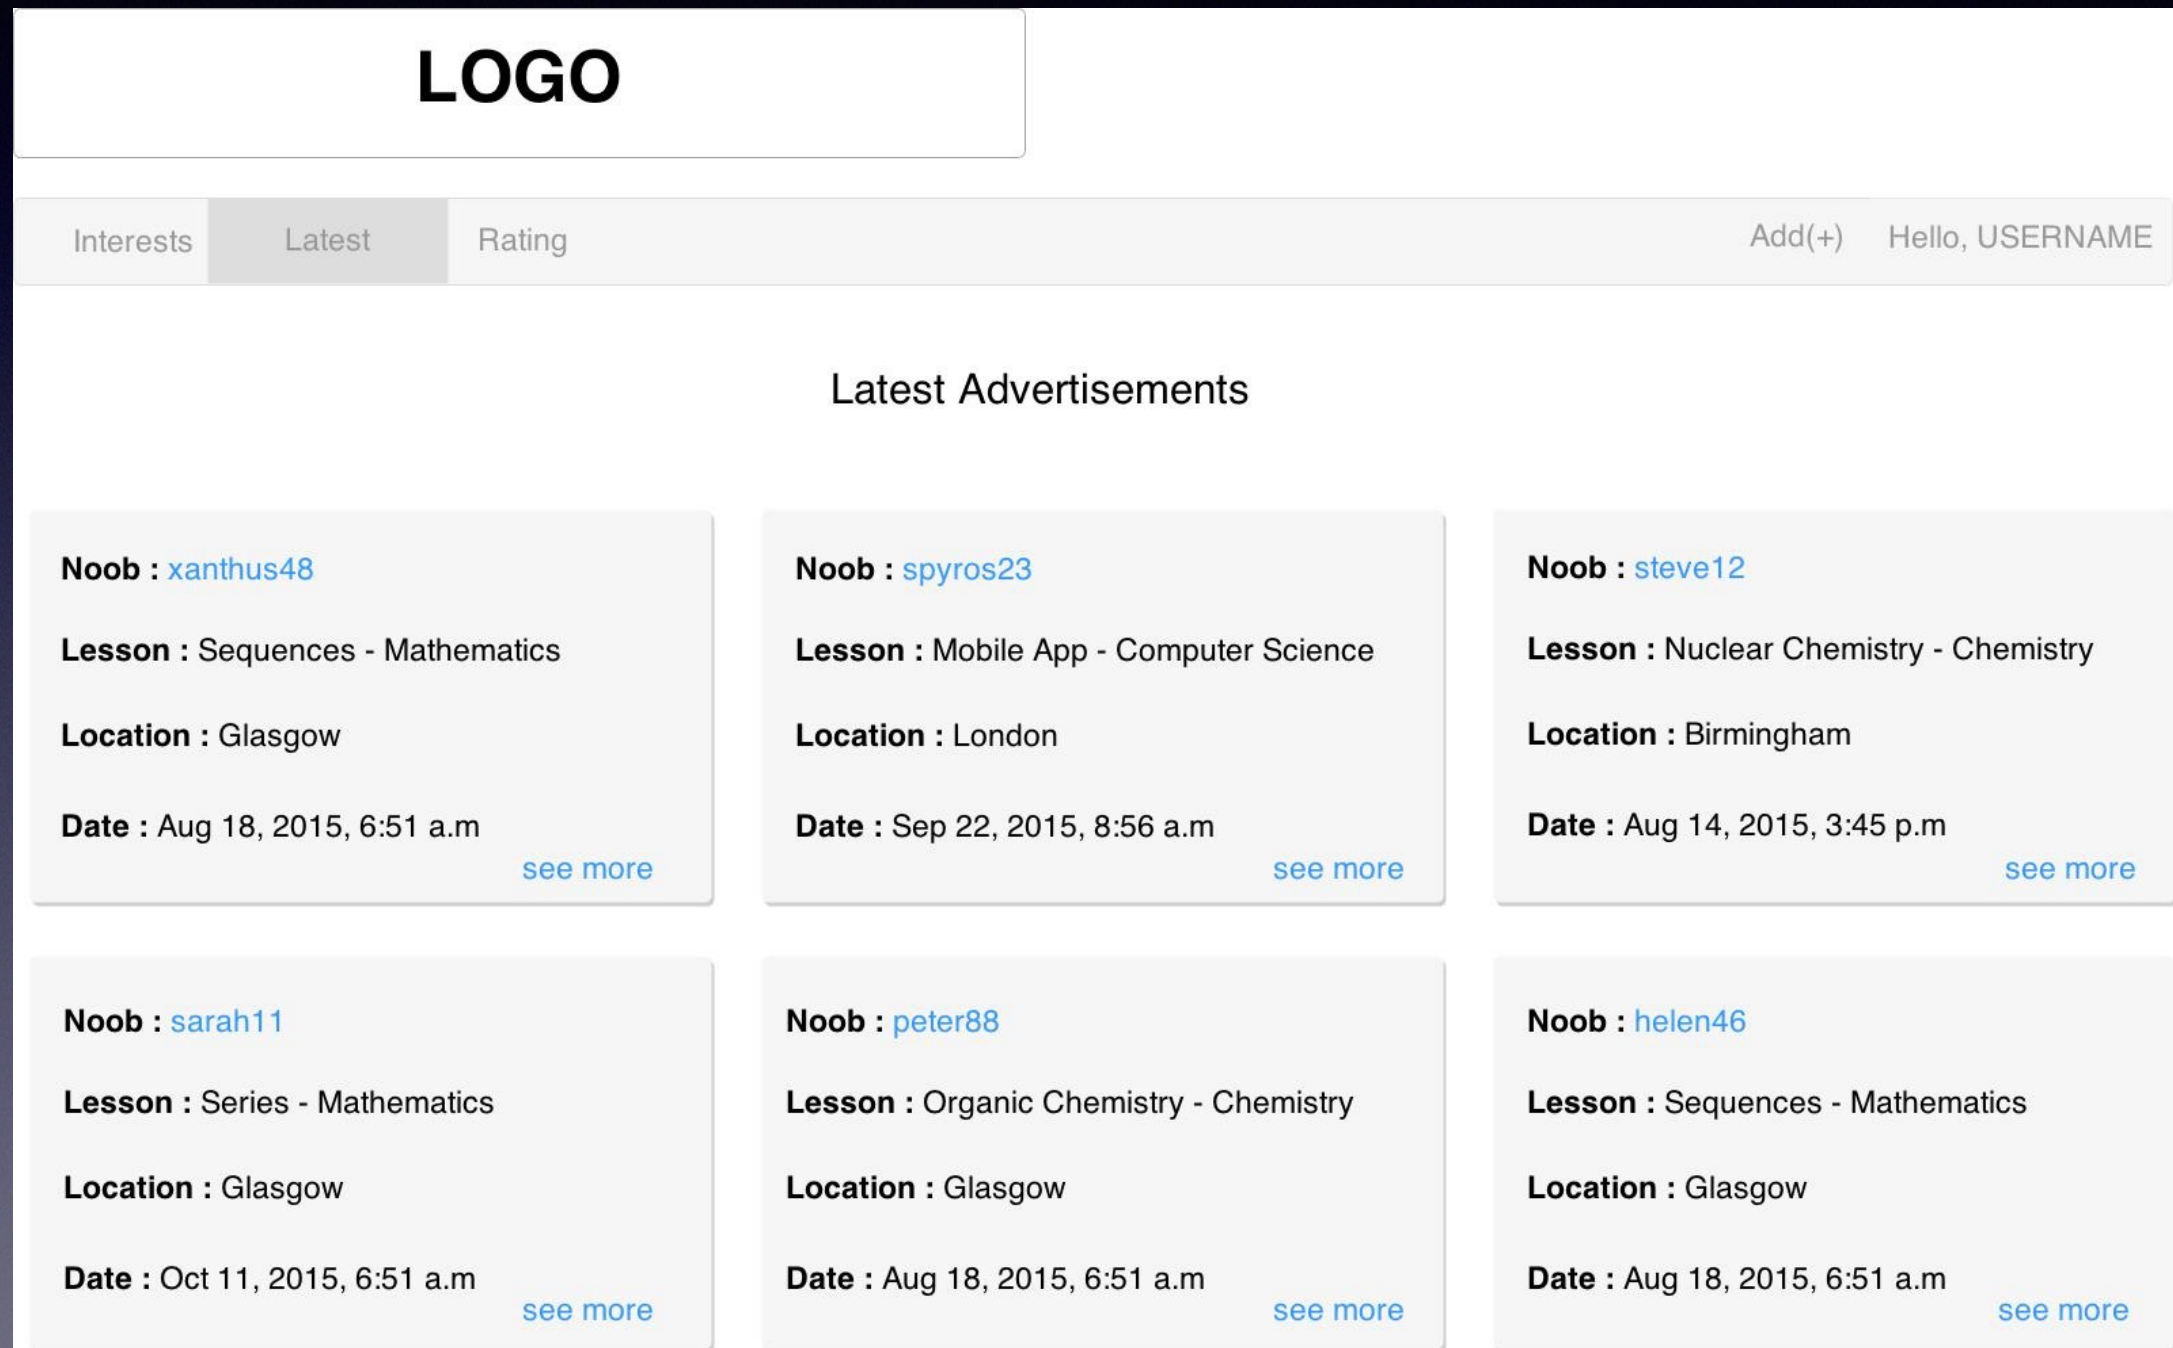 LOGO
Interests Latest Rating Add(+) Hello, USERNAME
Latest Advertisements
Noob : xanthus48
Lesson : Sequences - Mathematics
Location : Glasgow
Date : Aug 18, 2015, 6:51 a.m
see more
Noob : spyros23
Lesson : Mobile App - Computer Science
Location : London
Date : Sep 22, 2015, 8:56 a.m
see more
Noob : steve12
Lesson : Nuclear Chemistry - Chemistry
Location : Birmingham
Date : Aug 14, 2015, 3:45 p.m
see more
Noob : sarah11
Lesson : Series - Mathematics
Location : Glasgow
Date : Oct 11, 2015, 6:51 a.m
see more
Noob : peter88
Lesson : Organic Chemistry - Chemistry
Location : Glasgow
Date : Aug 18, 2015, 6:51 a.m
see more
Noob : helen46
Lesson : Sequences - Mathematics
Location : Glasgow
Date : Aug 18, 2015, 6:51 a.m
see more